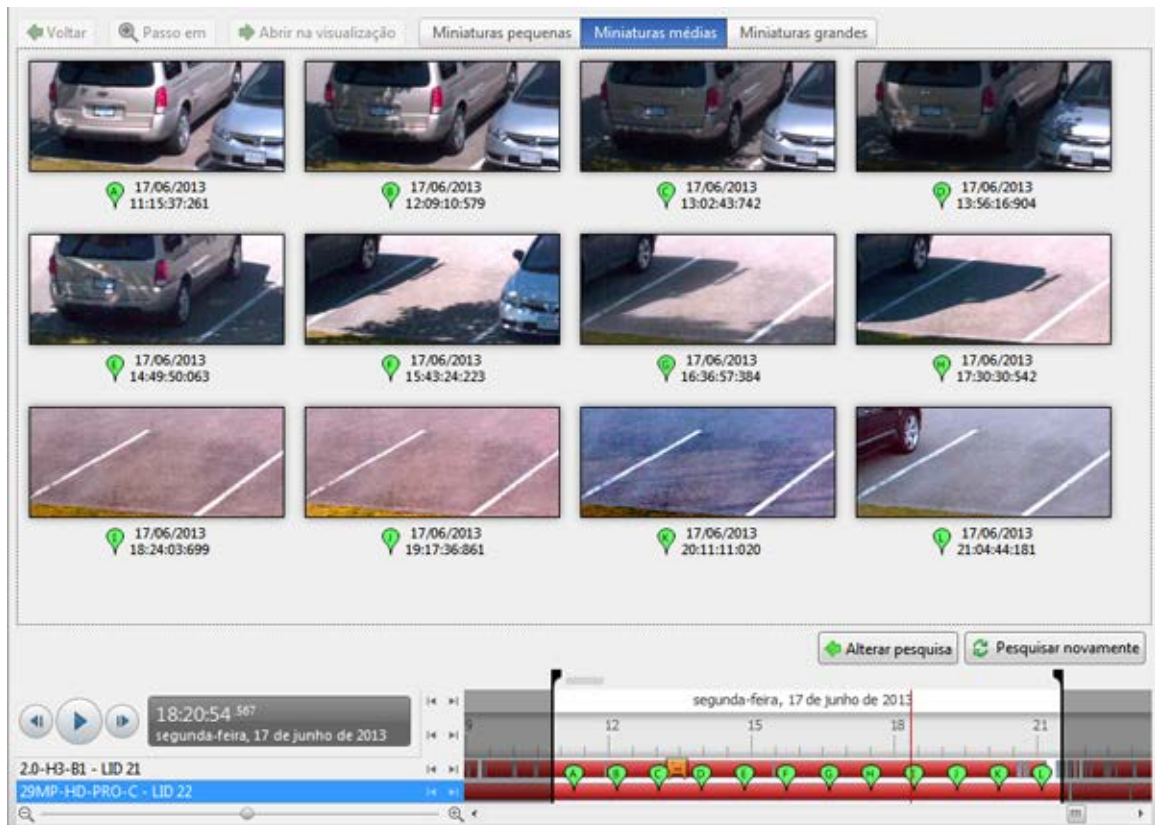 Voltar Passo em Abrir na visualização Miniaturas pequenas Miniaturas médias Miniaturas grandes
A 17/06/2013 B 17/06/2013 C 17/06/2013 D 17/06/2013
11:15:37:261 12:09:10:579 13:02:43:742 13:56:16:904
E 17/06/2013 F 17/06/2013 G 17/06/2013 H 17/06/2013
14:49:50:063 15:43:24:223 16:36:57:384 17:30:30:542
I 17/06/2013 J 17/06/2013 K 17/06/2013 L 17/06/2013
18:24:03:699 19:17:36:861 20:11:11:020 21:04:44:181
Alterar pesquisa Pesquisar novamente
segunda-feira, 17 de junho de 2013
18:20:54.567
segunda-feira, 17 de junho de 2013
9 12 15 18 21
2.0-H3-B1 - LID 21
A B C D E F G H I J K L
29MP-HD-PRO-C - LID 22
m